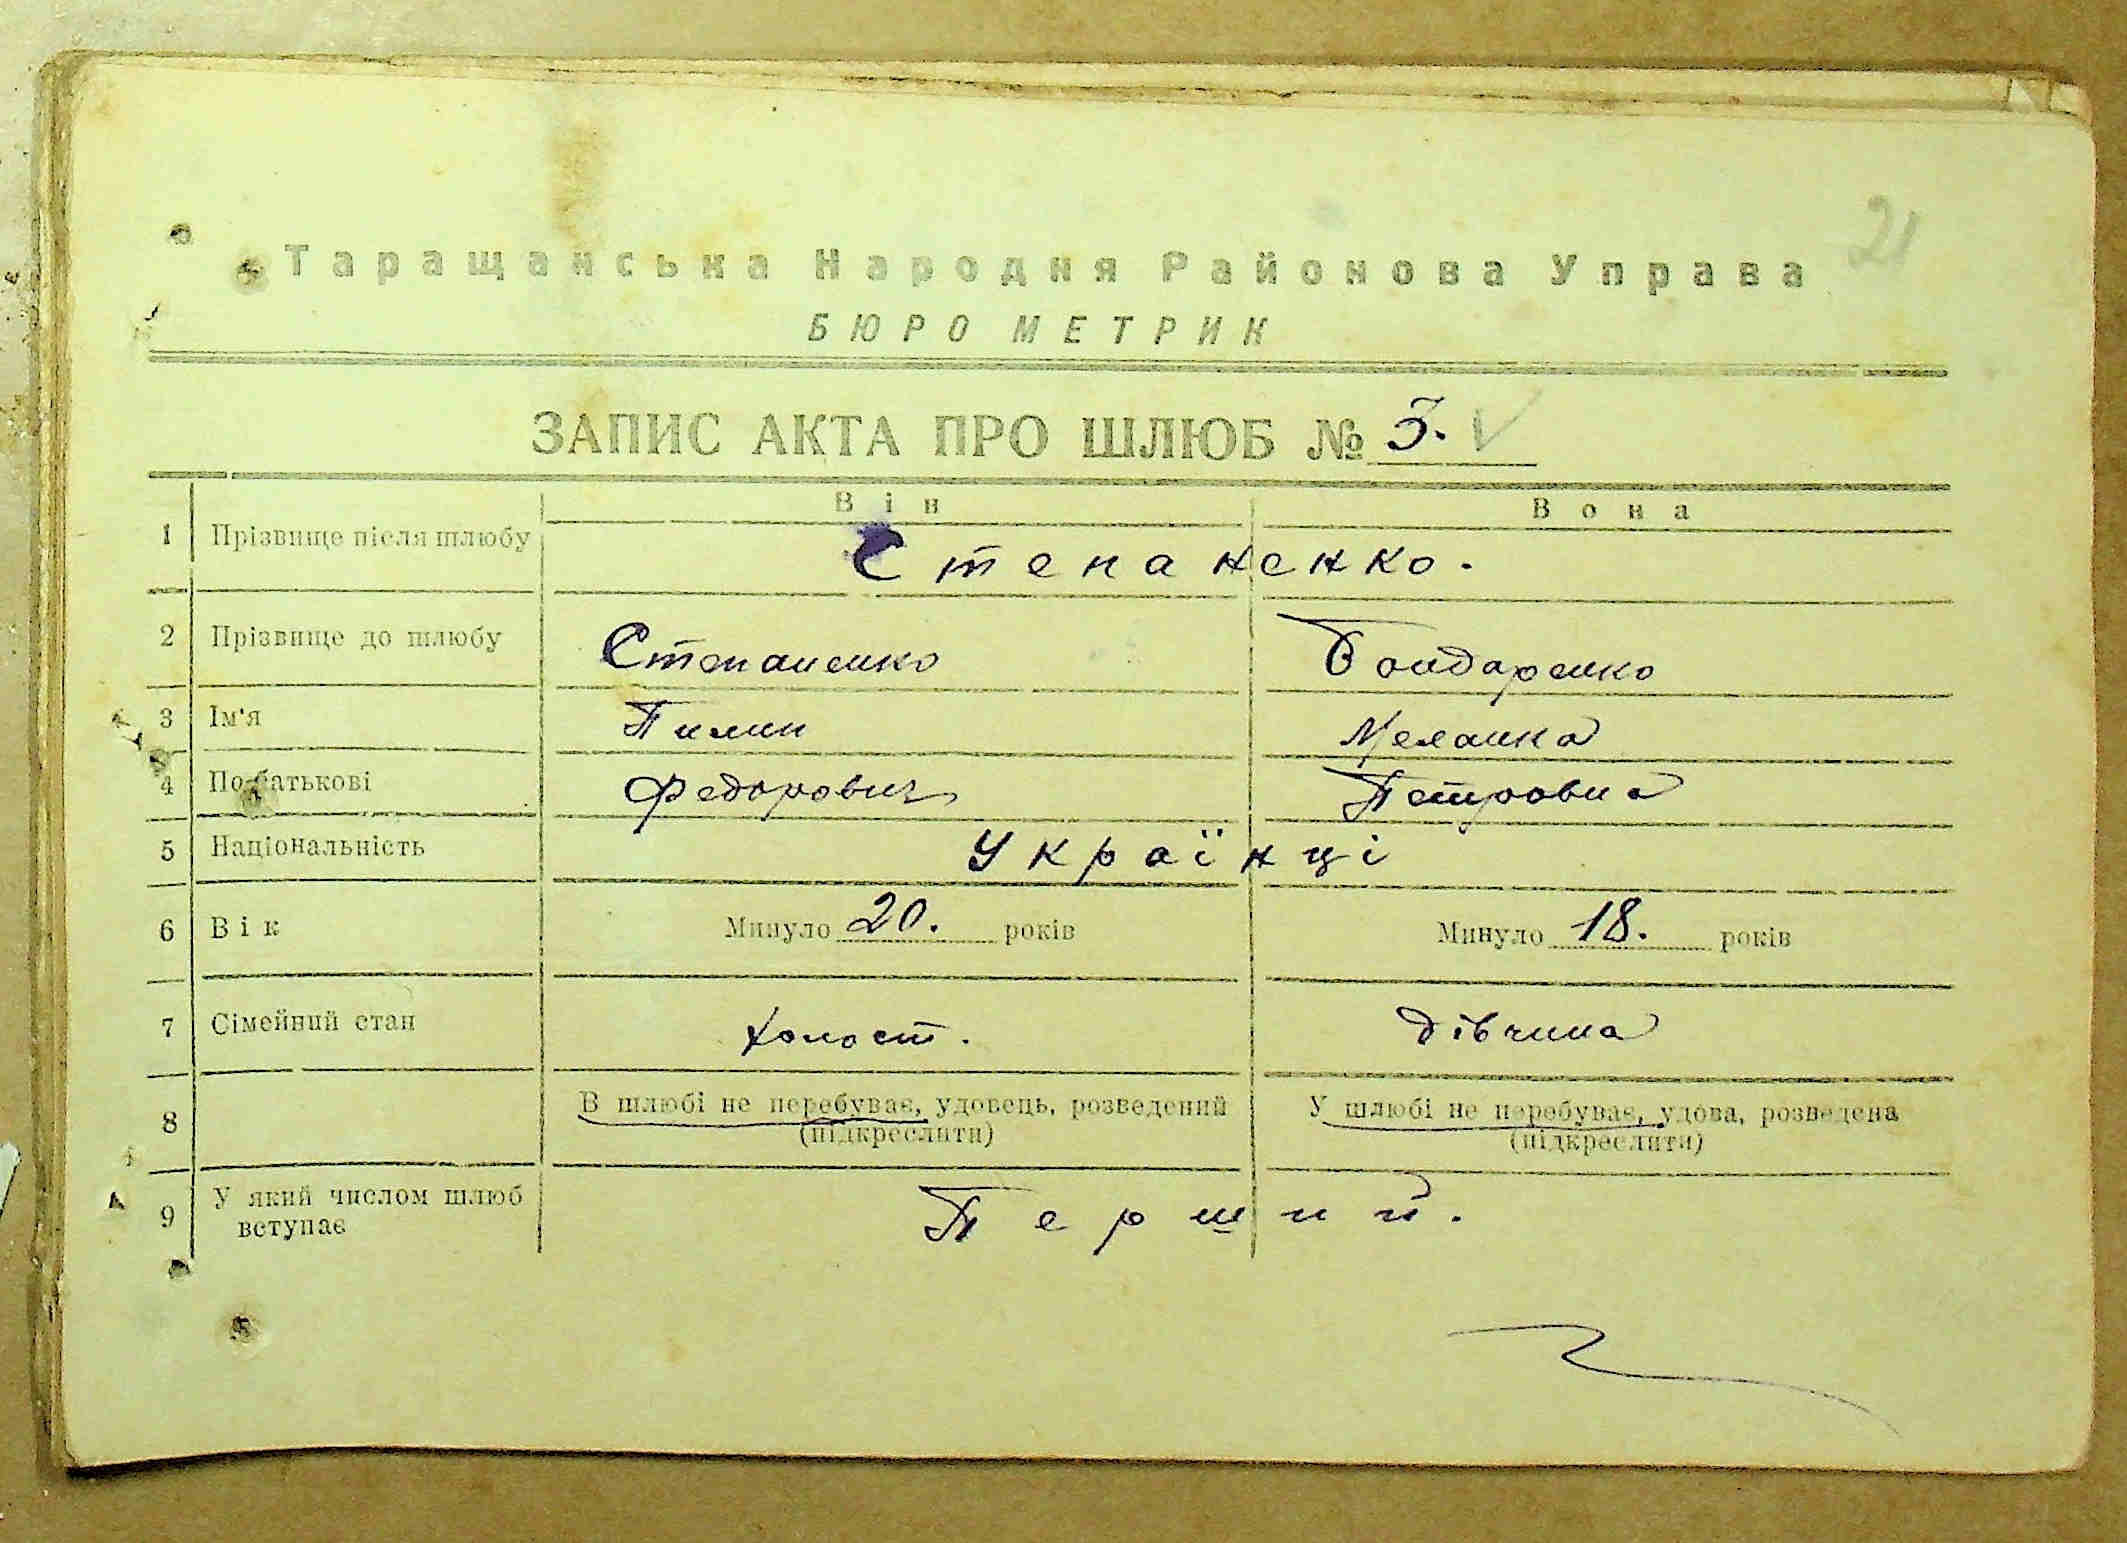 21
Таращанська Народня Районова Управа
БЮРО МЕТРИК
ЗАПИС АКТА ПРО ШЛЮБ № 3.
Він Вона
1 Прізвище після шлюбу Степаненко.
2 Прізвище до шлюбу Степаненко Бондаренко
3 Ім'я Пилип Меланка
4 По батькові Федорович Петровна
5 Національність Українці
6 Вік Минуло 20. років Минуло 18. років
7 Сімейний стан холост. дівчина
8 В шлюбі не перебуває, удовець, розведений У шлюбі не перебуває, удова, розведена
(підкреслити) (підкреслити)
9 У який числом шлюб Перший.
вступає